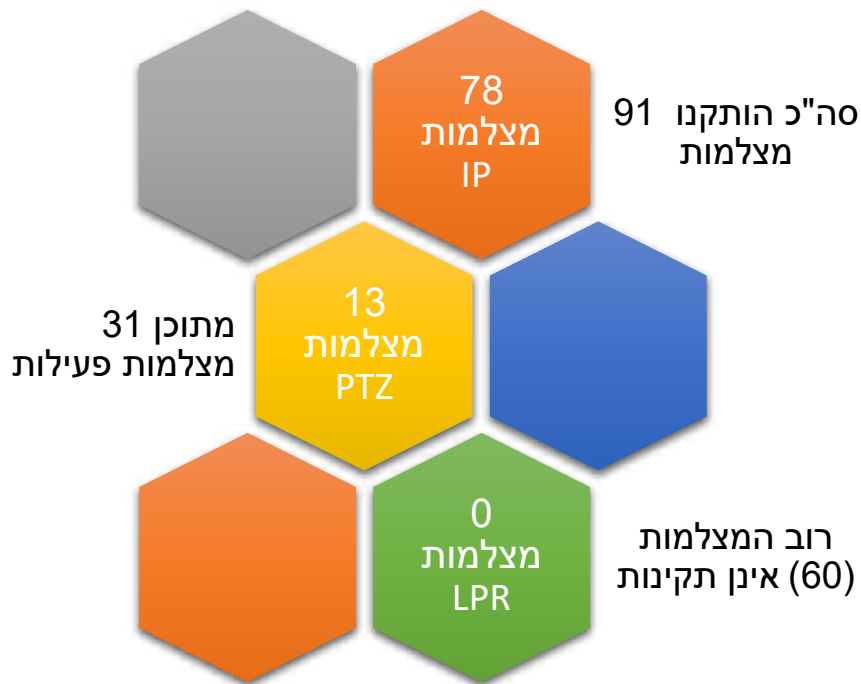 78
מצלמות
IP
סה"כ הותקנו 91
מצלמות
13
מצלמות
PTZ
מתוכן 31
מצלמות פעילות
0
מצלמות
LPR
רוב המצלמות
(60) אינן תקינות